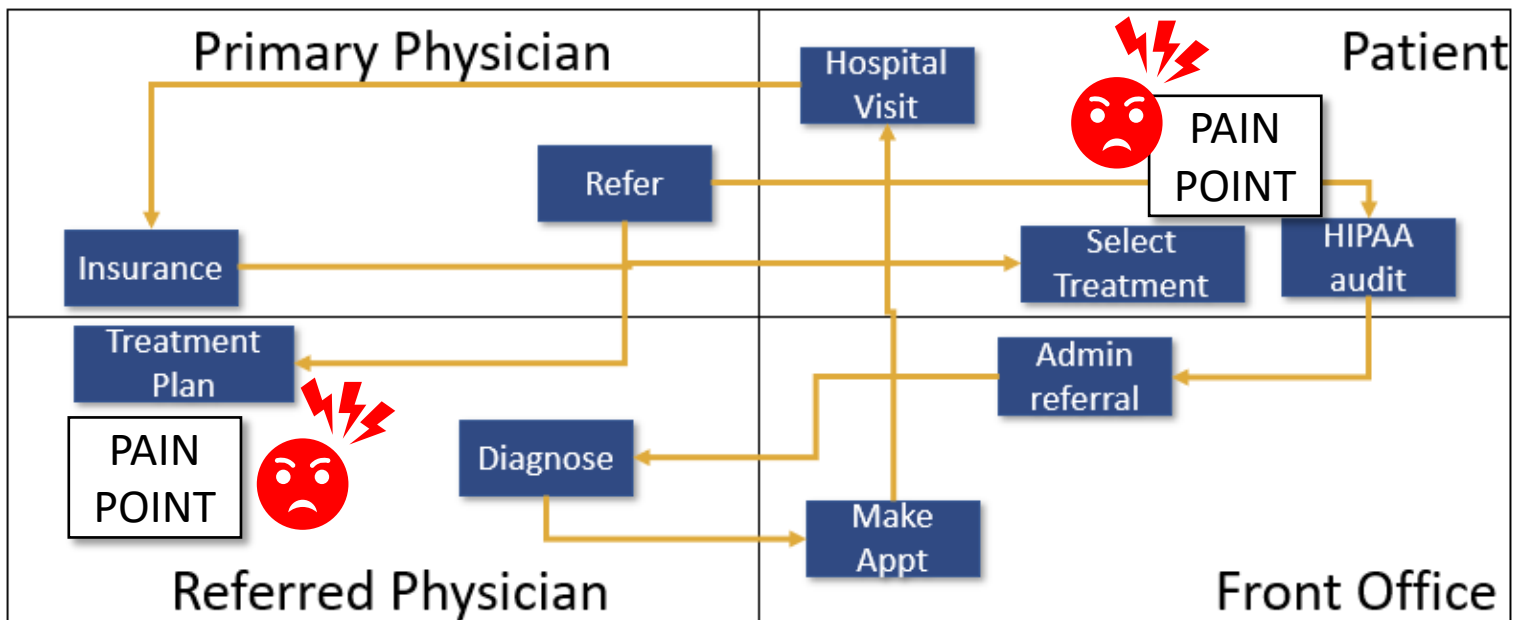 Primary Physician
Patient
Hospital
Visit
PAIN
POINT
Refer
Insurance
Select
Treatment
HIPAA
audit
Treatment
Plan
Admin
referral
PAIN
POINT
Diagnose
Make
Appt
Referred Physician
Front Office